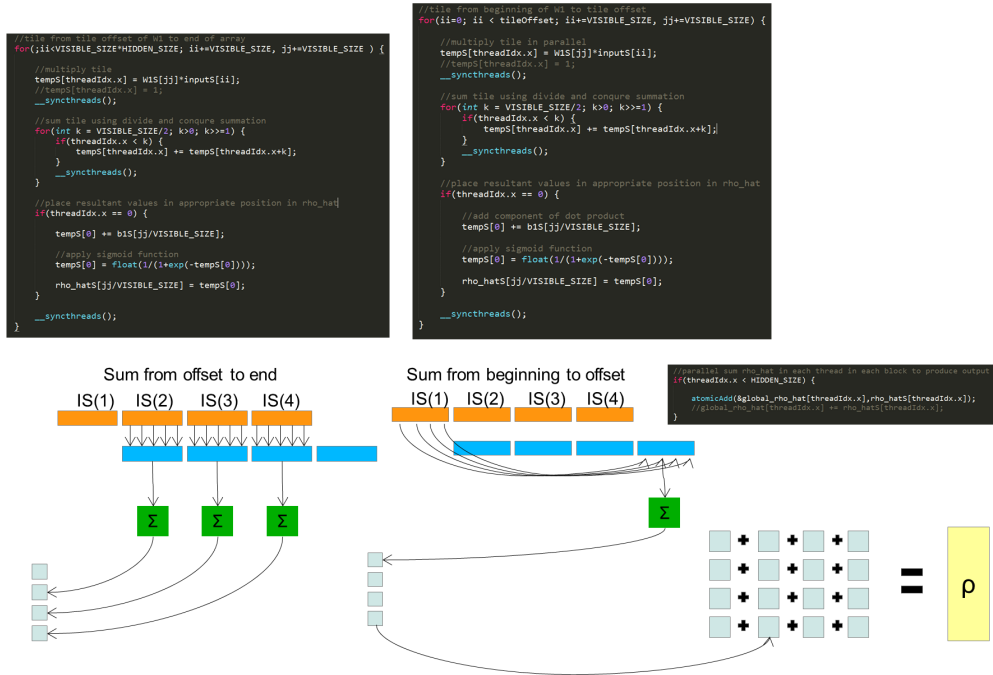 //tile from tile offset of W1 to end of array
for(;ii<VISIBLE_SIZE*HIDDEN_SIZE; ii+=VISIBLE_SIZE, jj+=VISIBLE_SIZE ) {
//multiply tile
tempS[threadIdx.x] = W1S[jj]*inputS[ii];
//tempS[threadIdx.x] = 1;
__syncthreads();
//sum tile using divide and conqure summation
for(int k = VISIBLE_SIZE/2; k>0; k>>=1) {
if(threadIdx.x < k) {
tempS[threadIdx.x] += tempS[threadIdx.x+k];
}
__syncthreads();
}
//place resultant values in appropriate position in rho_hat
if(threadIdx.x == 0) {
tempS[0] += b1S[jj/VISIBLE_SIZE];
//apply sigmoid function
tempS[0] = float(1/(1+exp(-tempS[0])));
rho_hatS[jj/VISIBLE_SIZE] = tempS[0];
}
__syncthreads();
}
//tile from beginning of W1 to tile offset
for(ii=0; ii < tileOffset; ii+=VISIBLE_SIZE, jj+=VISIBLE_SIZE) {
//multiply tile in parallel
tempS[threadIdx.x] = W1S[jj]*inputS[ii];
//tempS[threadIdx.x] = 1;
__syncthreads();
//sum tile using divide and conqure summation
for(int k = VISIBLE_SIZE/2; k>0; k>>=1) {
if(threadIdx.x < k) {
tempS[threadIdx.x] += tempS[threadIdx.x+k];
}
__syncthreads();
}
//place resultant values in appropriate position in rho_hat
if(threadIdx.x == 0) {
//add component of dot product
tempS[0] += b1S[jj/VISIBLE_SIZE];
//apply sigmoid function
tempS[0] = float(1/(1+exp(-tempS[0])));
rho_hatS[jj/VISIBLE_SIZE] = tempS[0];
}
__syncthreads();
}
Sum from offset to end
IS(1) IS(2) IS(3) IS(4)
Σ Σ Σ
Sum from beginning to offset
IS(1) IS(2) IS(3) IS(4)
Σ
//parallel sum rho_hat in each thread in each block to produce output
if(threadIdx.x < HIDDEN_SIZE) {
atomicAdd(&global_rho_hat[threadIdx.x],rho_hatS[threadIdx.x]);
//global_rho_hat[threadIdx.x] += rho_hatS[threadIdx.x];
}
+ + +
+ + +
+ + +
+ + +
= ρ